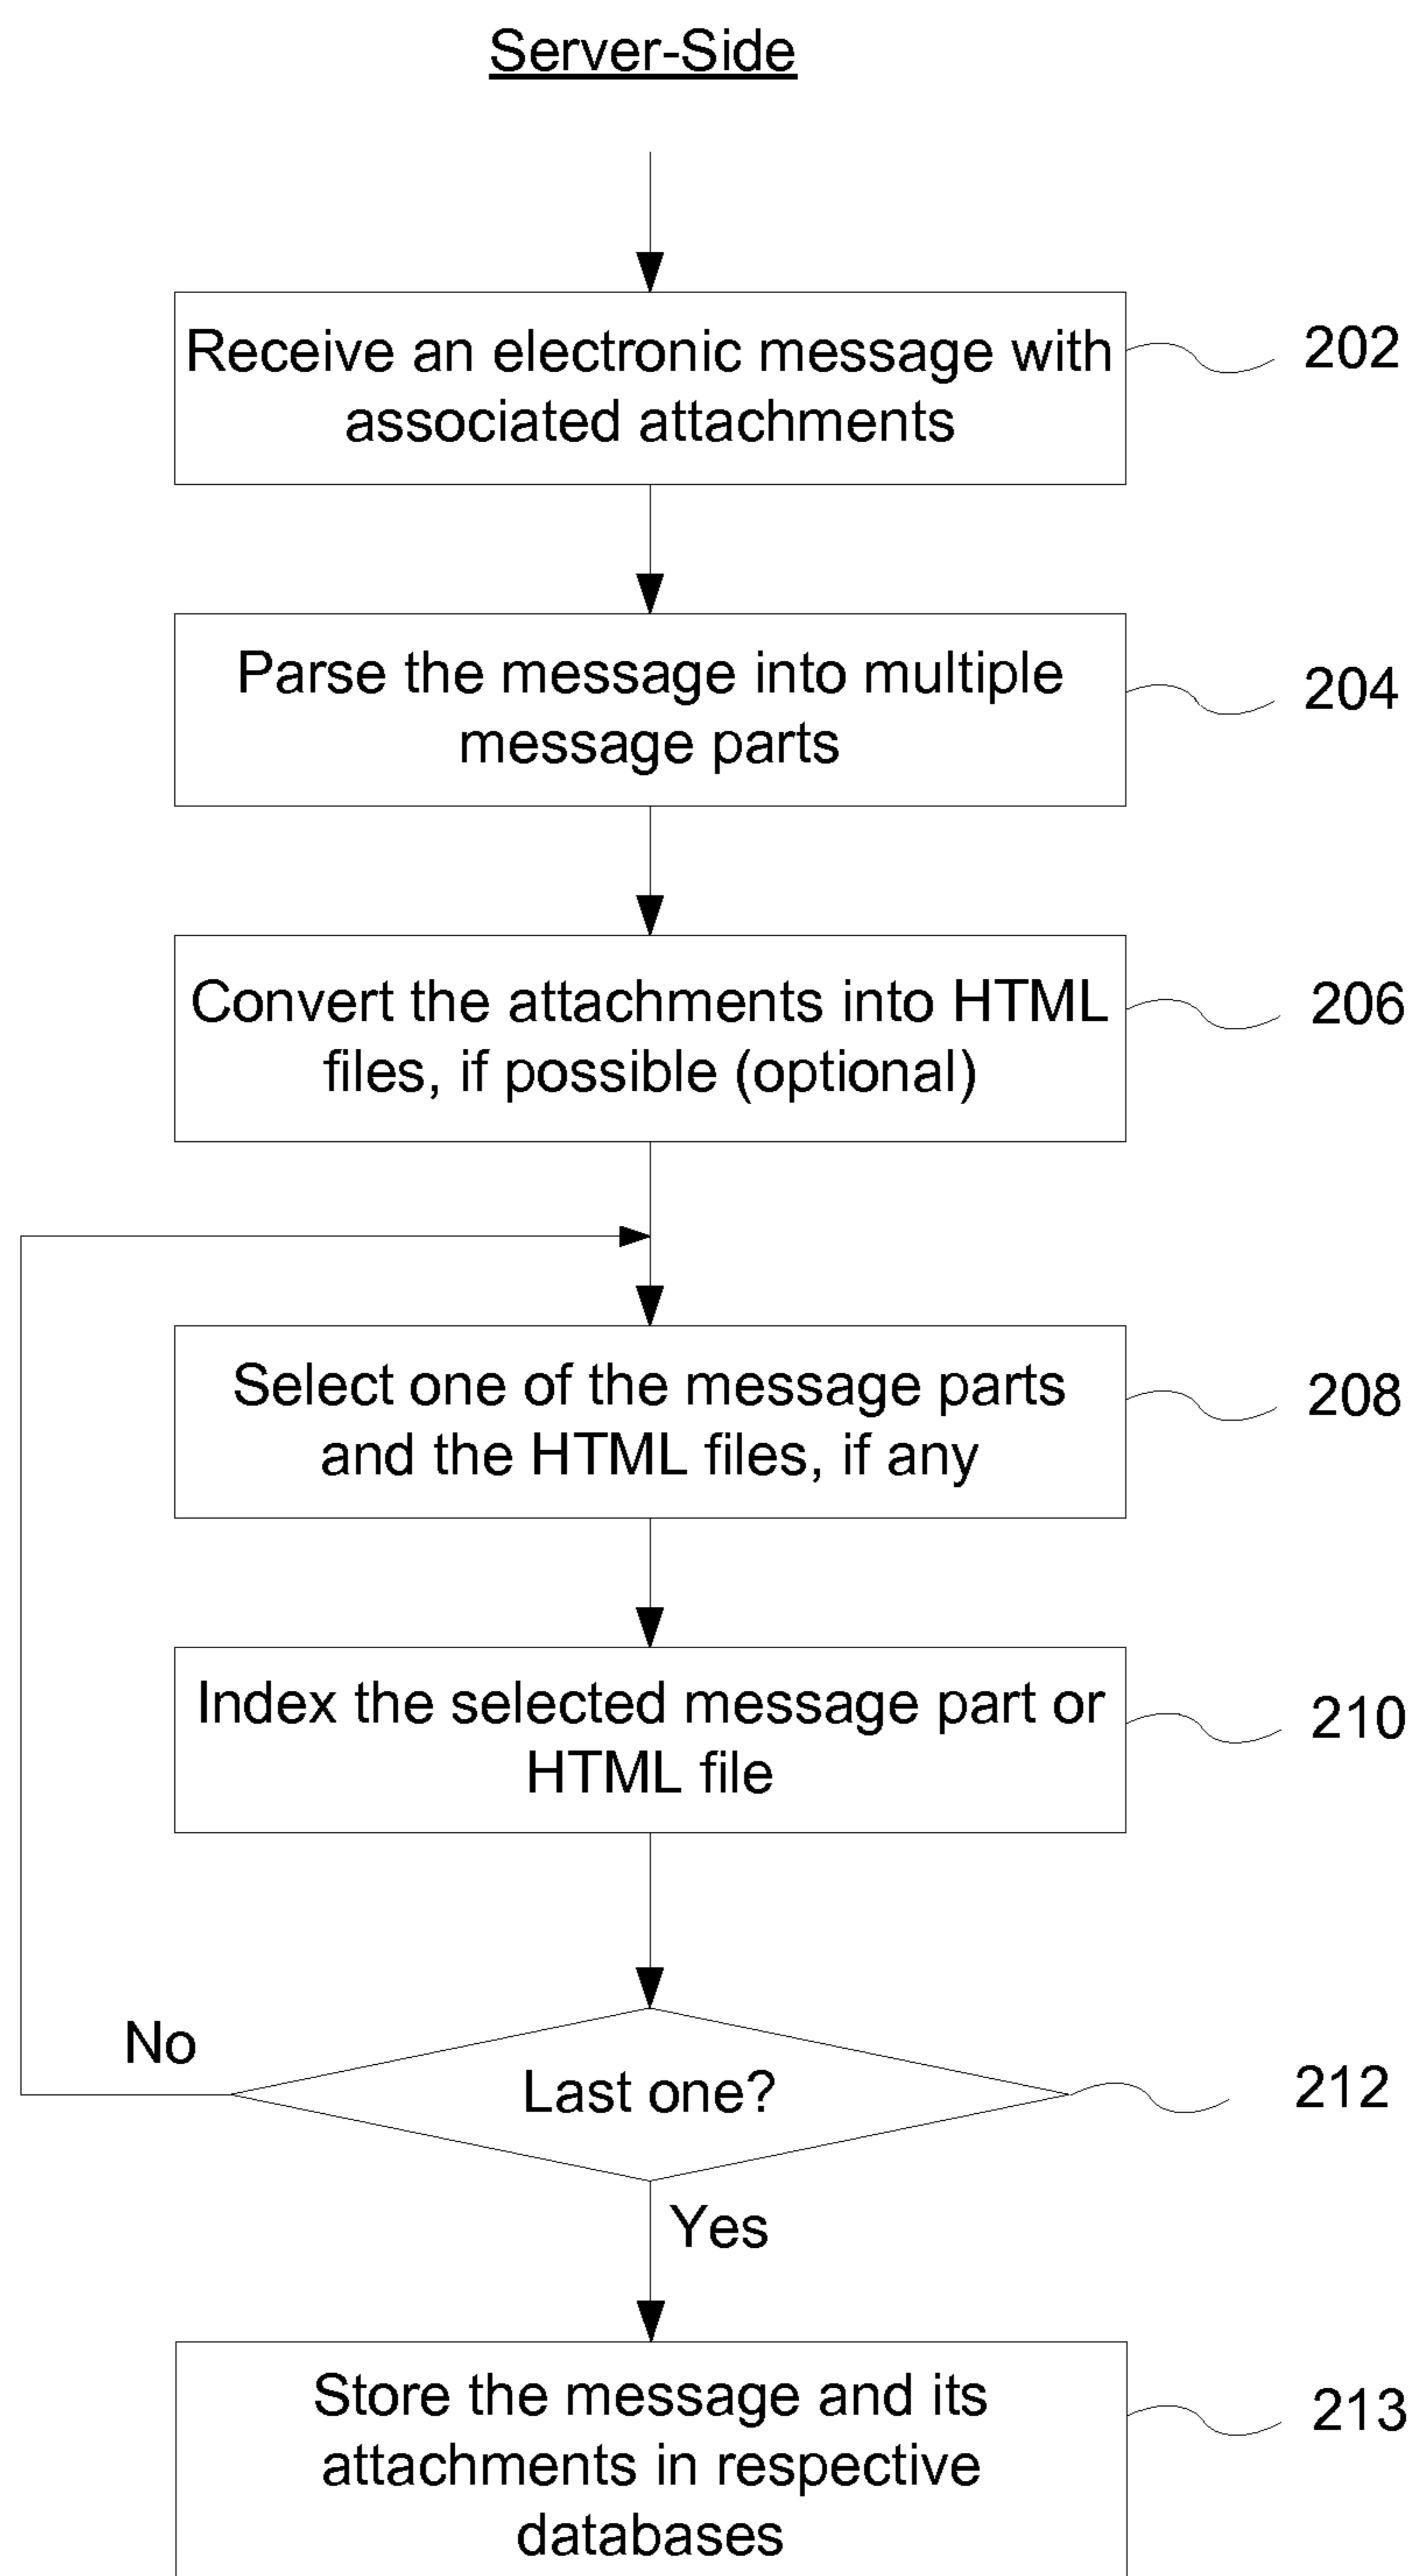 Server-Side
Receive an electronic message with
associated attachments
202
Parse the message into multiple
message parts
204
Convert the attachments into HTML
files, if possible (optional)
206
Select one of the message parts
and the HTML files, if any
208
Index the selected message part or
HTML file
210
No
Last one?
212
Yes
Store the message and its
attachments in respective
databases
213